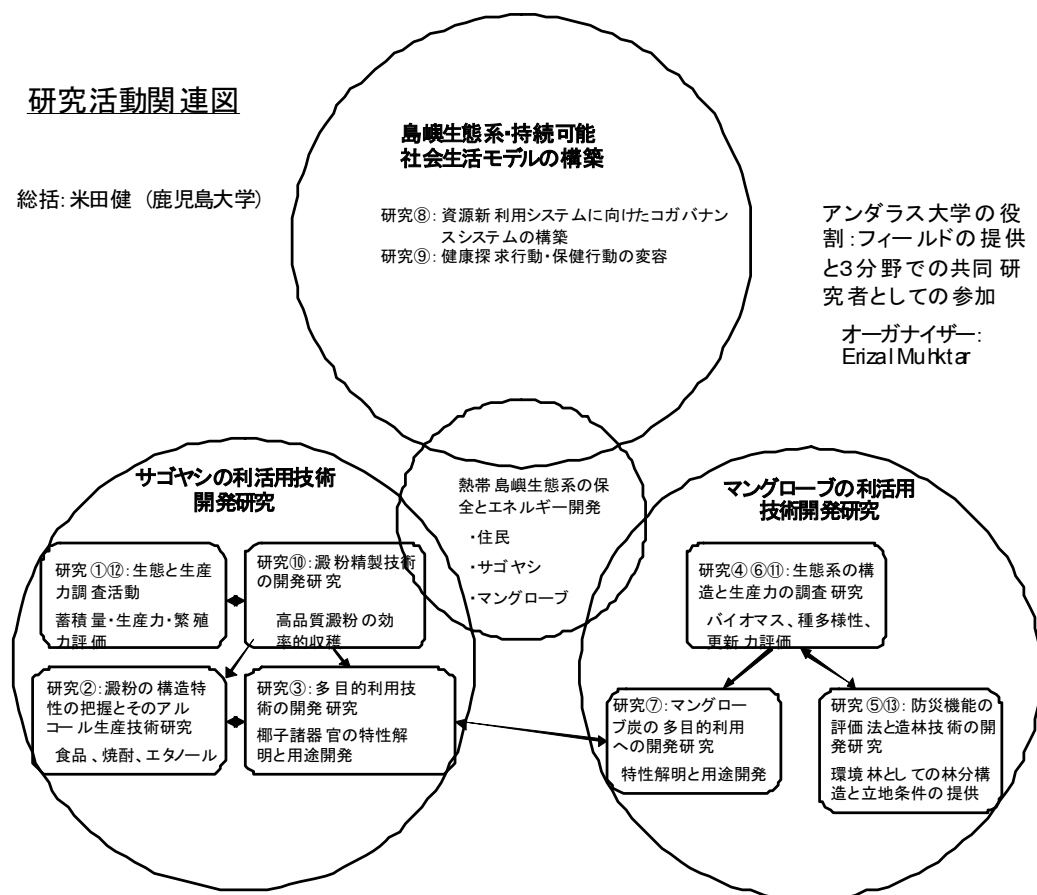 研究活動関連図
総括：米田健（鹿児島大学）
島嶼生態系・持続可能
社会生活モデルの構築
研究⑧：資源新利用システムに向けたコガバナン
スシステムの構築
研究⑨：健康探求行動・保健行動の変容
アンダラス大学の役
割：フィールドの提供
と3分野での共同研
究者としての参加
オーガナイザー：
Erizal Muhktar
熱帯島嶼生態系の保
全とエネルギー開発
・住民
・サゴヤシ
・マングローブ
サゴヤシの利活用技術
開発研究
研究①⑫：生態と生産
力調査活動
蓄積量・生産力・繁殖
力評価
研究⑩：澱粉精製技術
の開発研究
高品質澱粉の効
率的収穫
研究②：澱粉の構造特
性の把握とそのアル
コール生産技術研究
食品、焼酎、エタノール
研究③：多目的利用技
術の開発研究
椰子諸器官の特性解
明と用途開発
マングローブの利活用
技術開発研究
研究④⑥⑪：生態系の構
造と生産力の調査研究
バイオマス、種多様性、
更新力評価
研究⑦：マングロー
ブ炭の多目的利用
への開発研究
特性解明と用途開発
研究⑤⑬：防災機能の
評価法と造林技術の開
発研究
環境林としての林分構
造と立地条件の提供